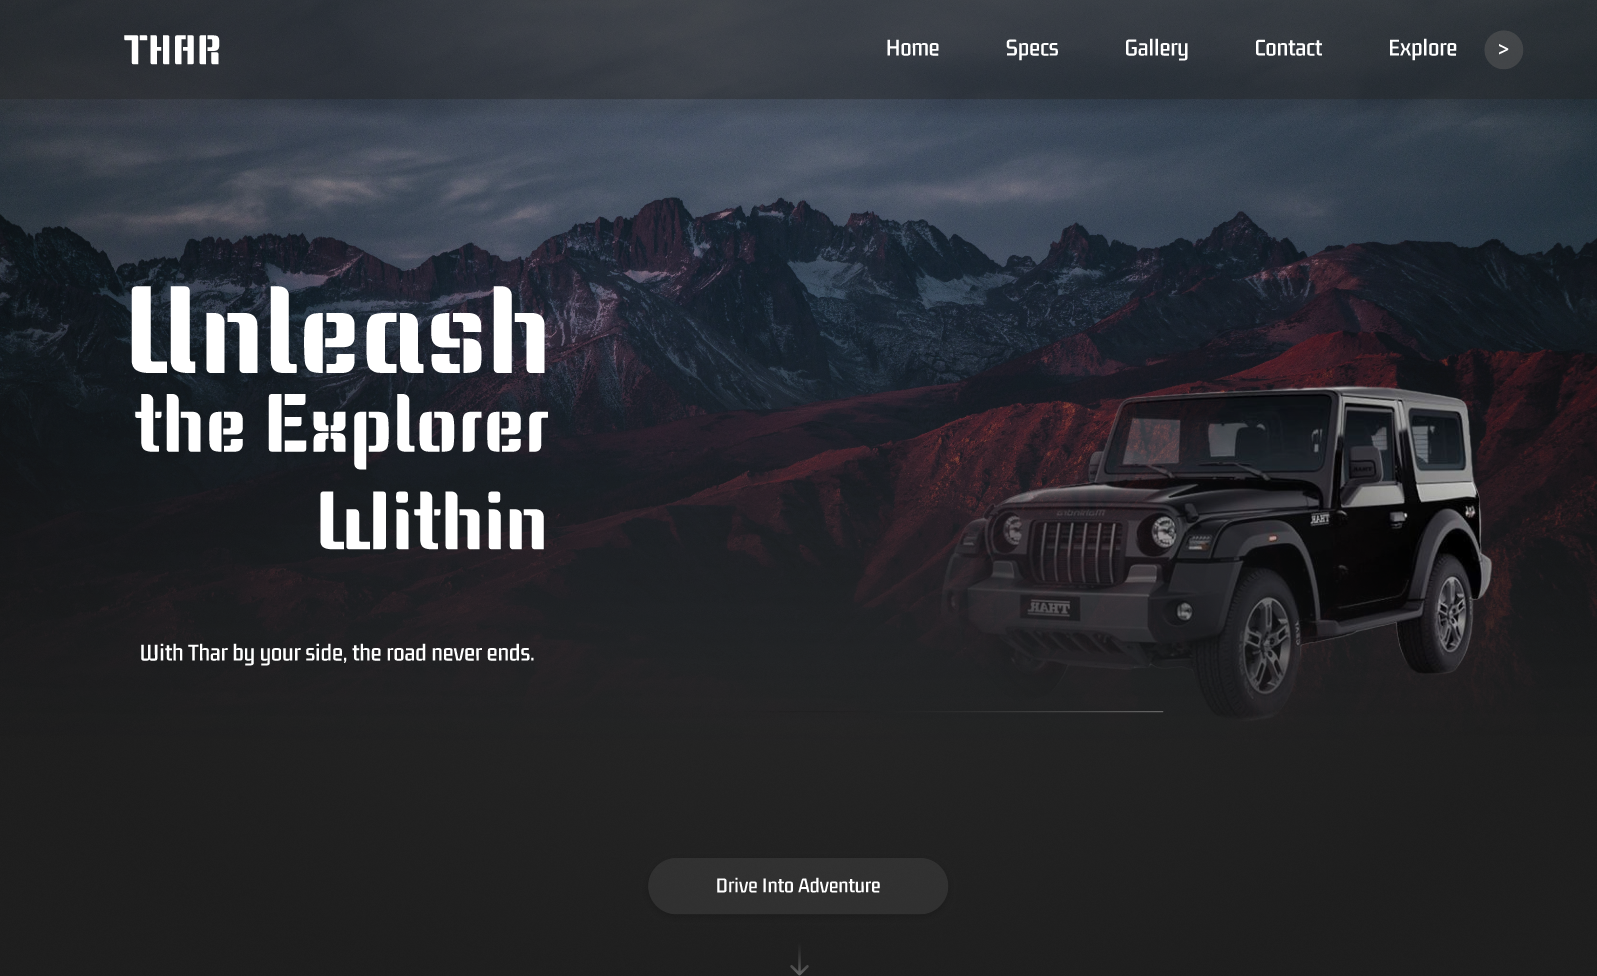 THAR
Home Specs Gallery Contact Explore >
Unleash
the Explorer
Within
With Thar by your side, the road never ends.
THAR
THAR
Drive Into Adventure